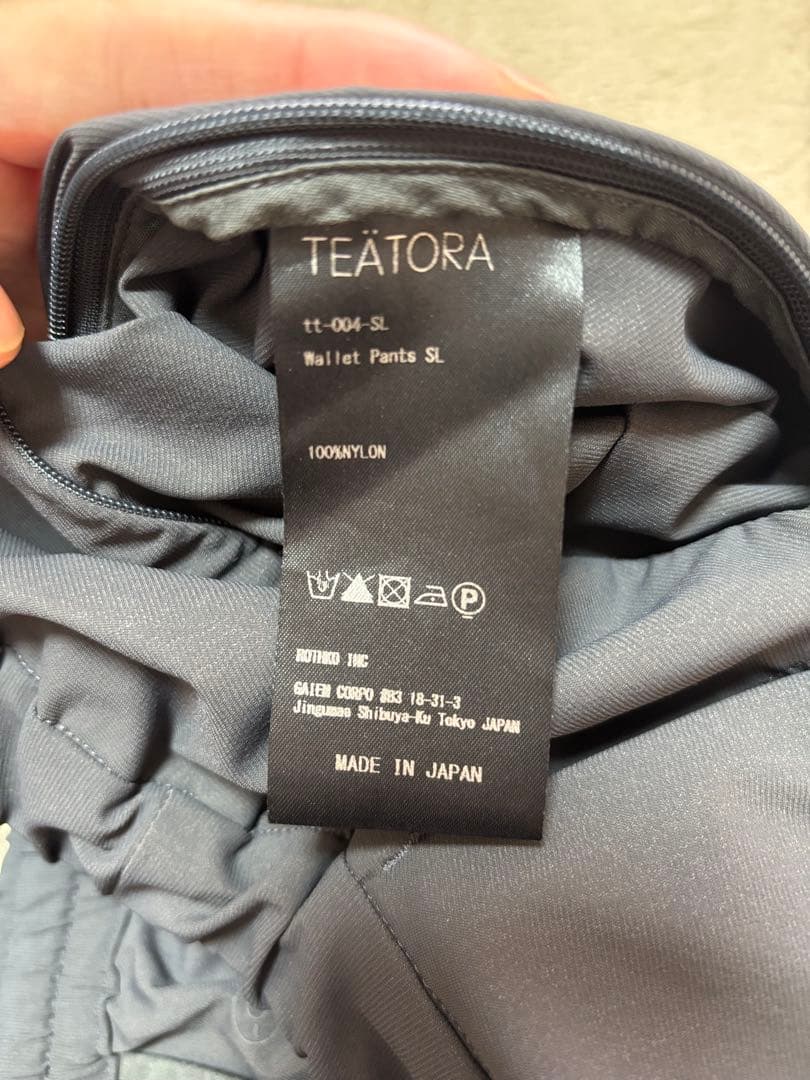 TEÄTORA
tt-004-SL
Wallet Pants SL
100%NYLON
P
ROTHKO INC
GAIEN CORPO #B3 18-31-3
Jingumae Shibuya-Ku Tokyo JAPAN
MADE IN JAPAN